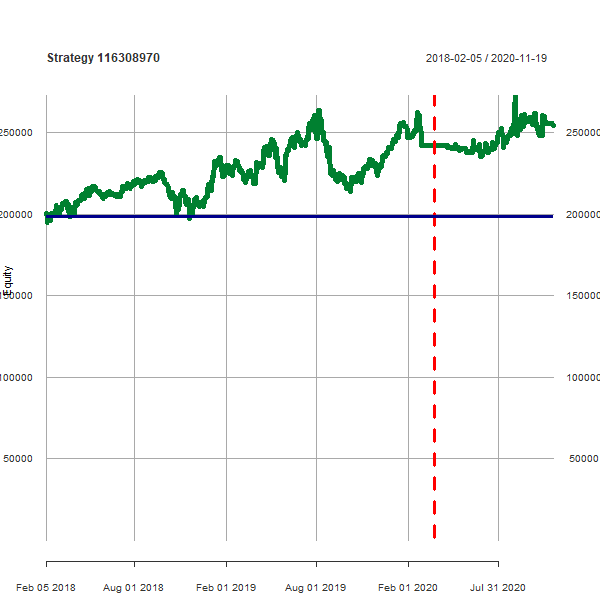 Strategy 116308970
2018-02-05 / 2020-11-19
250000
250000
200000
200000
Equity
150000
150000
100000
100000
50000
50000
Feb 05 2018
Aug 01 2018
Feb 01 2019
Aug 01 2019
Feb 01 2020
Jul 31 2020